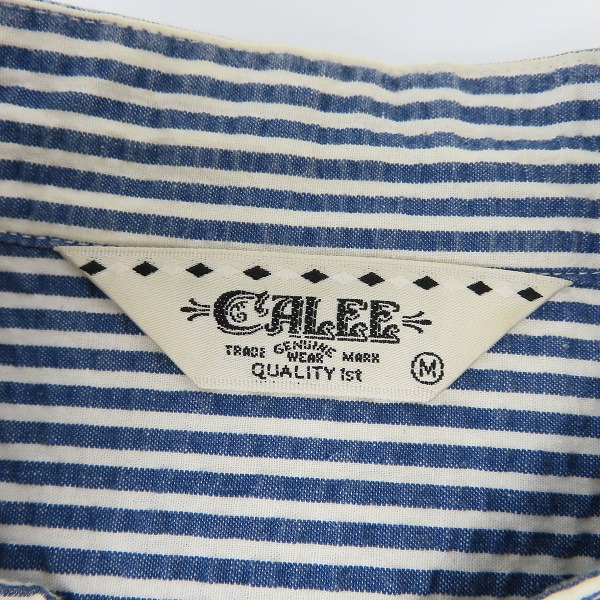 CALEE
TRADE GENUINE WEAR MARK
QUALITY 1st
M